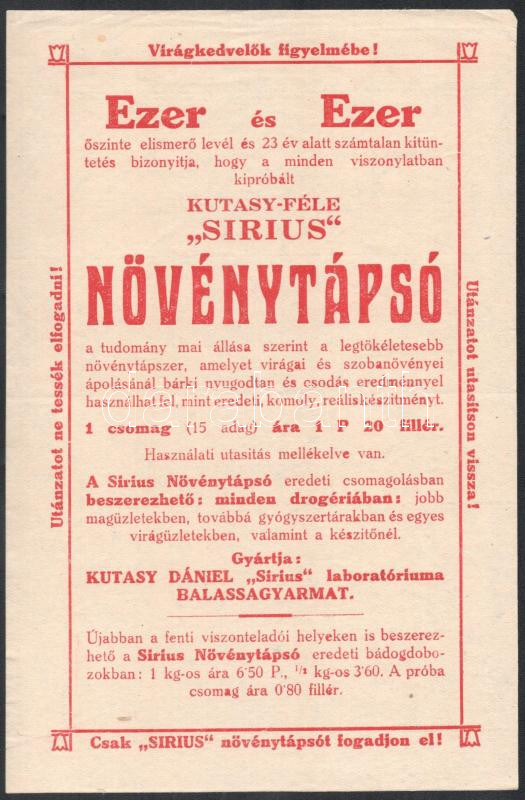 Virágkedvelők figyelmébe!
Ezer és Ezer
őszinte elismerő levél és 23 év alatt számtalan kitün-
tetés bizonyitja, hogy a minden viszonylatban
kipróbált
KUTASY-FÉLE
„SIRIUS“
NÖVÉNYTÁPSÓ
a tudomány mai állása szerint a legtökéletesebb
növénytápszer, amelyet virágai és szobanövényei
ápolásánál bárki nyugodtan és csodás eredménnyel
használhat fel, mint eredeti, komoly, reális készitményt.
1 csomag (15 adag) ára 1 P 20 fillér.
Használati utasitás mellékelve van.
A Sirius Növénytápsó eredeti csomagolásban
beszerezhető: minden drogériában: jobb
magüzletekben, továbbá gyógyszertárakban és egyes
virágüzletekben, valamint a készitőnél.
Gyártja:
KUTASY DÁNIEL „Sirius“ laboratóriuma
BALASSAGYARMAT.
Újabban a fenti viszonteladói helyeken is beszerez-
hető a Sirius Növénytápsó eredeti bádogdobo-
zokban: 1 kg-os ára 6·50 P., 1/2 kg-os 3·60. A próba
csomag ára 0·80 fillér.
Utánzatot ne tessék elfogadni!
Utánzatot utasitson vissza!
Csak „SIRIUS“ növénytápsót fogadjon el!
darabanth